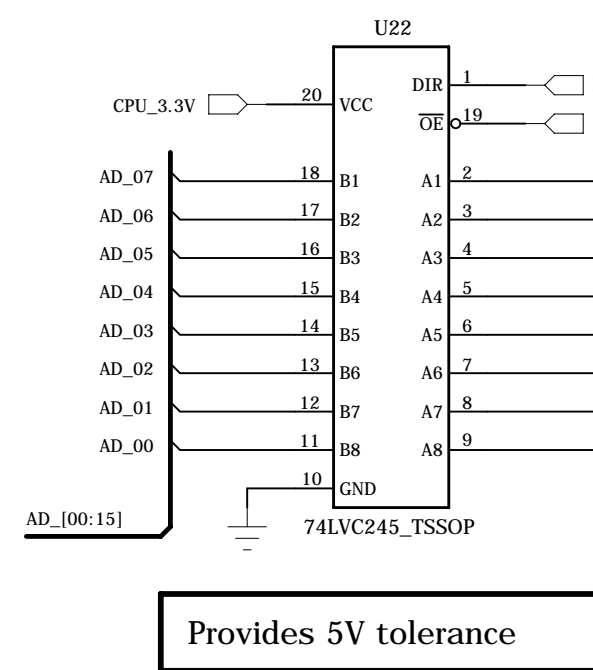 U22
DIR 1
CPU_3.3V 20 VCC
OE 19
AD_07 18 B1 A1 2
AD_06 17 B2 A2 3
AD_05 16 B3 A3 4
AD_04 15 B4 A4 5
AD_03 14 B5 A5 6
AD_02 13 B6 A6 7
AD_01 12 B7 A7 8
AD_00 11 B8 A8 9
10 GND
AD_[00:15]
74LVC245_TSSOP
Provides 5V tolerance